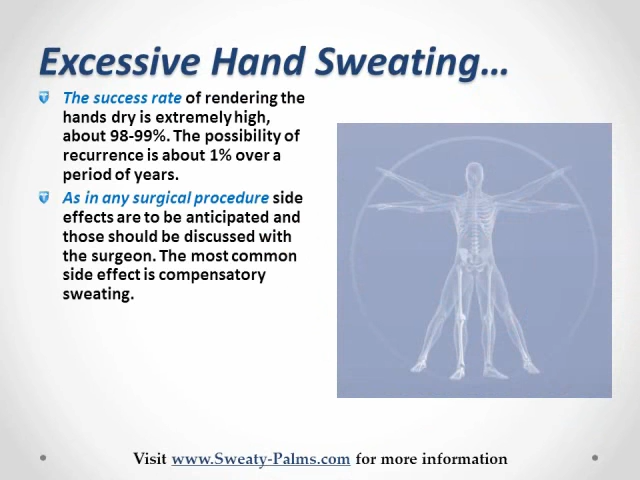 Excessive Hand Sweating...
The success rate of rendering the
hands dry is extremely high,
about 98-99%. The possibility of
recurrence is about 1% over a
period of years.
As in any surgical procedure side
effects are to be anticipated and
those should be discussed with
the surgeon. The most common
side effect is compensatory
sweating.
Visit www.Sweaty-Palms.com for more information